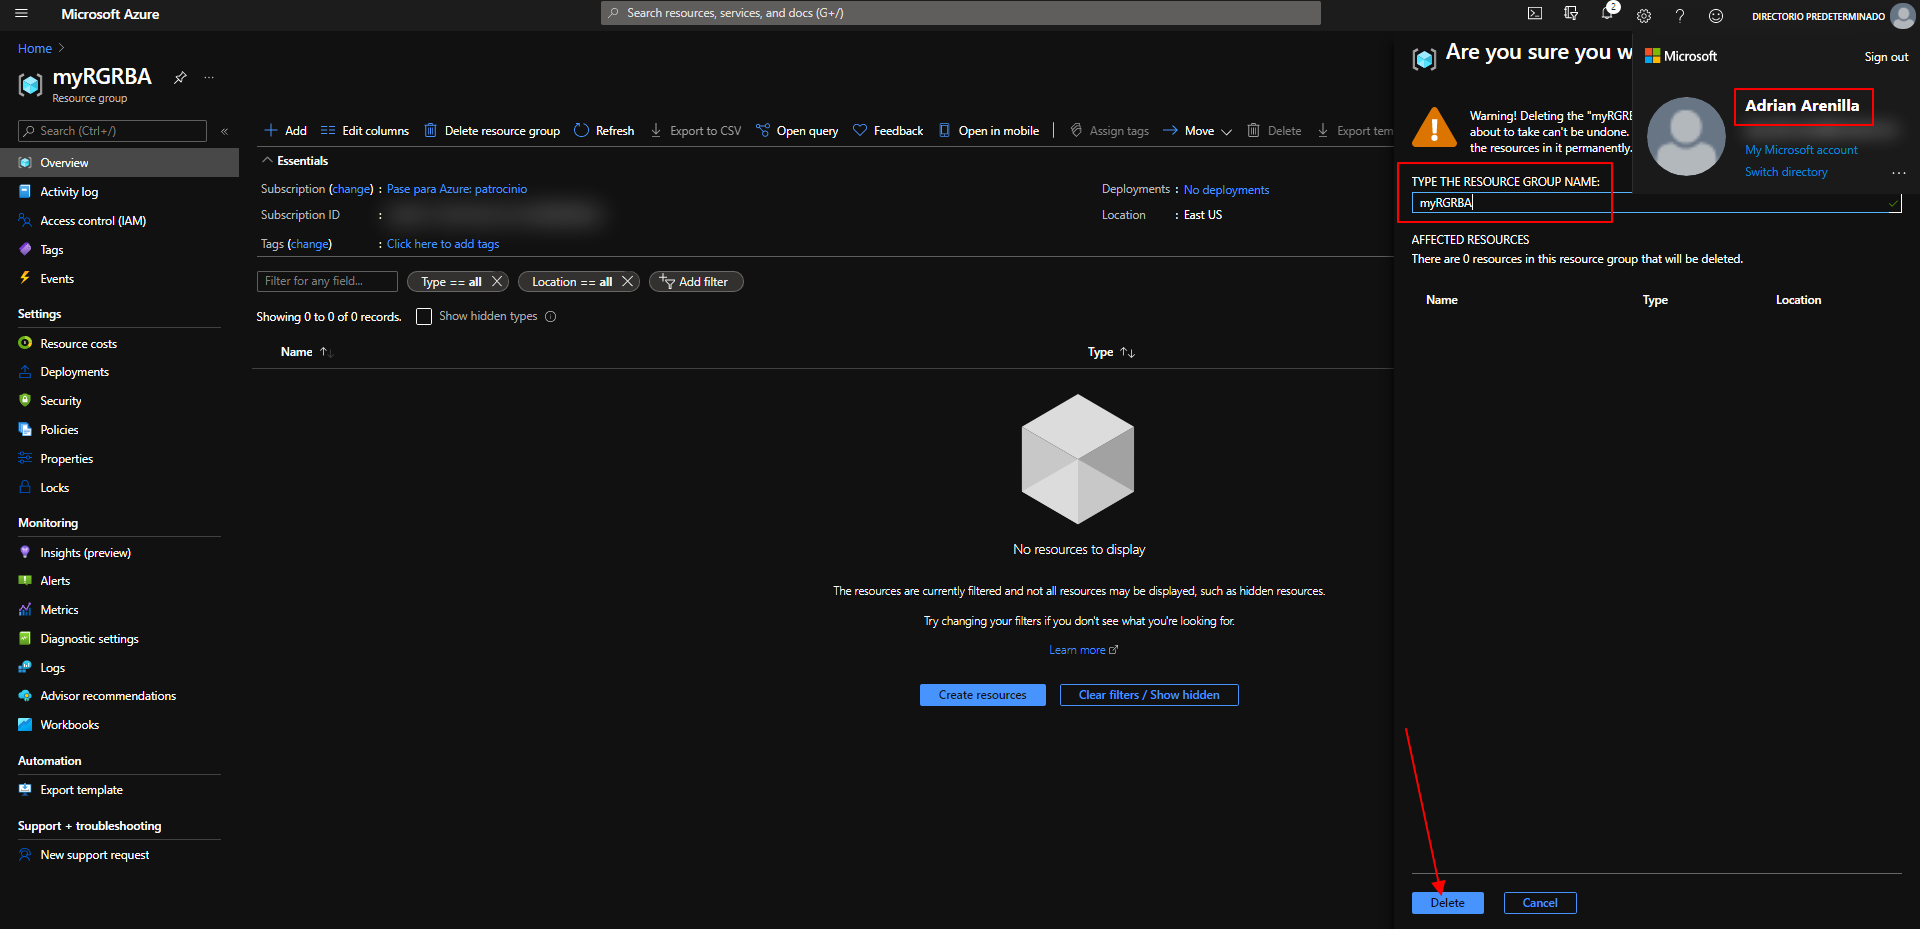 Microsoft Azure
Search resources, services, and docs (G+/)
2
DIRECTORIO PREDETERMINADO
Home
myRGRBA
Resource group
Search (Ctrl+/)
Overview
Activity log
Access control (IAM)
Tags
Events
Settings
Resource costs
Deployments
Security
Policies
Properties
Locks
Monitoring
Insights (preview)
Alerts
Metrics
Diagnostic settings
Logs
Advisor recommendations
Workbooks
Automation
Export template
Support + troubleshooting
New support request
Add
Edit columns
Delete resource group
Refresh
Export to CSV
Open query
Feedback
Open in mobile
Assign tags
Move
Delete
Export tem
Essentials
Subscription (change) : Pase para Azure: patrocinio
Subscription ID :
Tags (change) : Click here to add tags
Deployments : No deployments
Location : East US
Filter for any field...
Type == all
Location == all
Add filter
Showing 0 to 0 of 0 records.
Show hidden types
Name
Type
No resources to display
The resources are currently filtered and not all resources may be displayed, such as hidden resources.
Try changing your filters if you don't see what you're looking for.
Learn more
Create resources
Clear filters / Show hidden
Are you sure you w
Warning! Deleting the "myRGRB
about to take can't be undone.
the resources in it permanently.
TYPE THE RESOURCE GROUP NAME:
myRGRBA
AFFECTED RESOURCES
There are 0 resources in this resource group that will be deleted.
Name
Type
Location
Delete
Cancel
Microsoft
Sign out
Adrian Arenilla
My Microsoft account
Switch directory